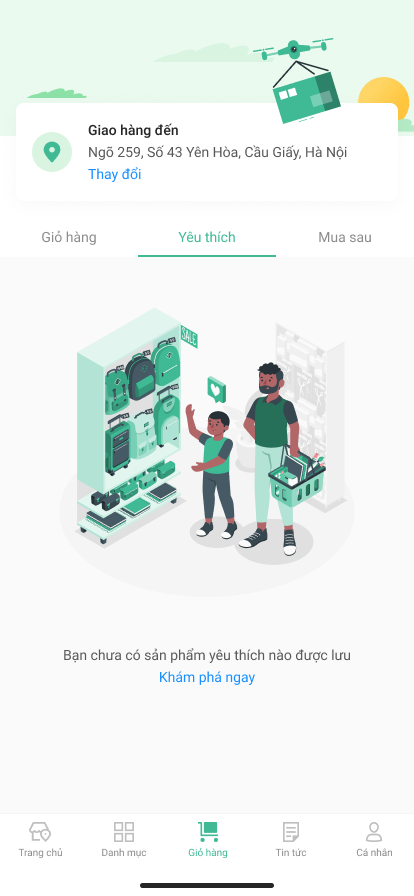 Giao hàng đến
Ngõ 259, Số 43 Yên Hòa, Cầu Giấy, Hà Nội
Thay đổi
Giỏ hàng
Yêu thích
Mua sau
SALE
Bạn chưa có sản phẩm yêu thích nào được lưu
Khám phá ngay
Trang chủ
Danh mục
Giỏ hàng
Tin tức
Cá nhân